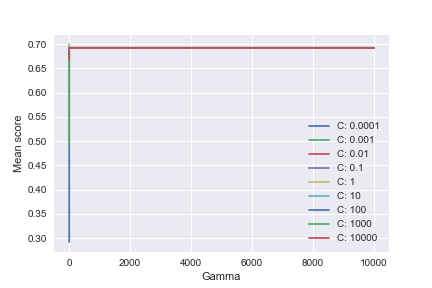 0.70
0.65
0.60
0.55
0.50
0.45
0.40
0.35
0.30
Mean score
0
2000
4000
6000
8000
10000
Gamma
C: 0.0001
C: 0.001
C: 0.01
C: 0.1
C: 1
C: 10
C: 100
C: 1000
C: 10000